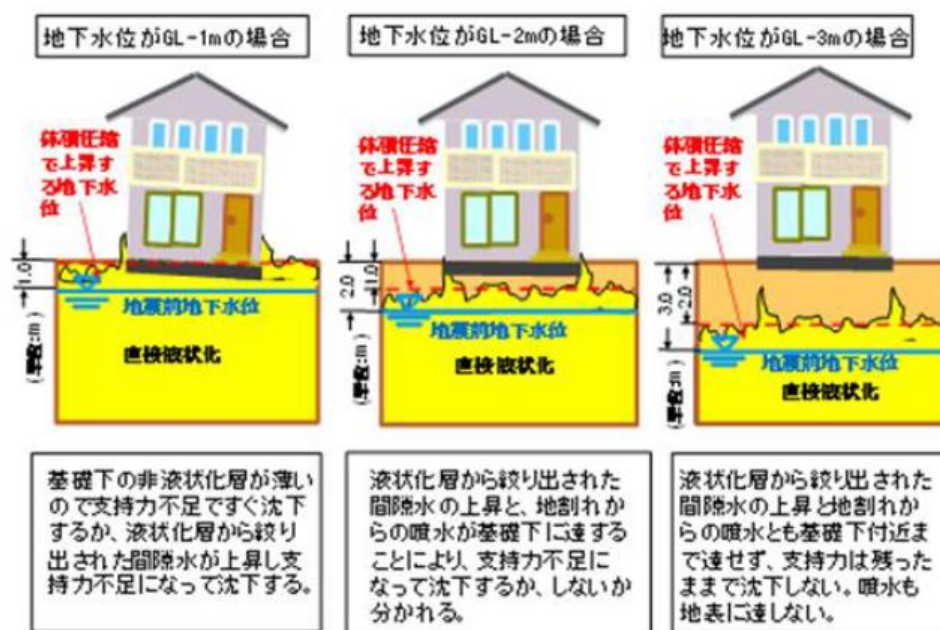 地下水位がGL-1mの場合
地下水位がGL-2mの場合
地下水位がGL-3mの場合
体積圧縮
で上昇す
る地下水
位
体積圧縮
で上昇す
る地下水
位
体積圧縮
で上昇す
る地下水
位
1.0
地震前地下水位
直接液状化
(単位:m)
2.0
1.0
地震前地下水位
直接液状化
(単位:m)
3.0
2.0
地震前地下水位
直接液状化
(単位:m)
基礎下の非液状化層が薄い
ので支持力不足ですぐ沈下
するか、液状化層から絞り
出された間隙水が上昇し支
持力不足になって沈下する。
液状化層から絞り出された
間隙水の上昇と、地割れか
らの噴水が基礎下に達する
ことにより、支持力不足に
なって沈下するか、しないか
分かれる。
液状化層から絞り出された
間隙水の上昇と地割れか
らの噴水とも基礎下付近ま
で達せず、支持力は残った
ままで沈下しない。噴水も
地表に達しない。